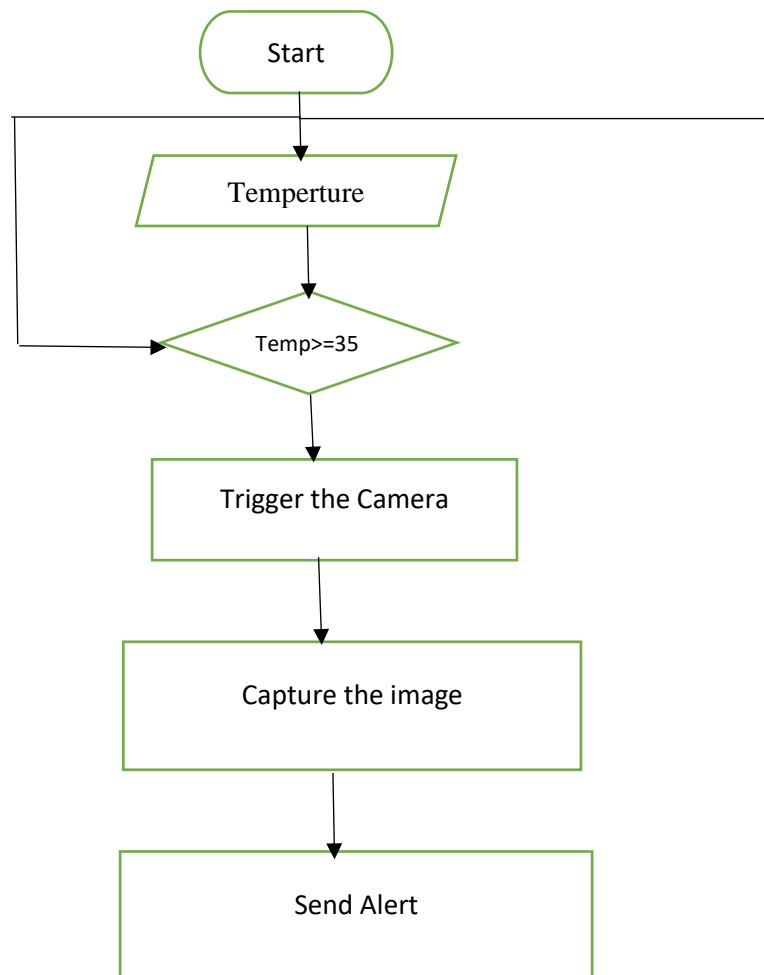 Start
Temperture
Temp>=35
Trigger the Camera
Capture the image
Send Alert